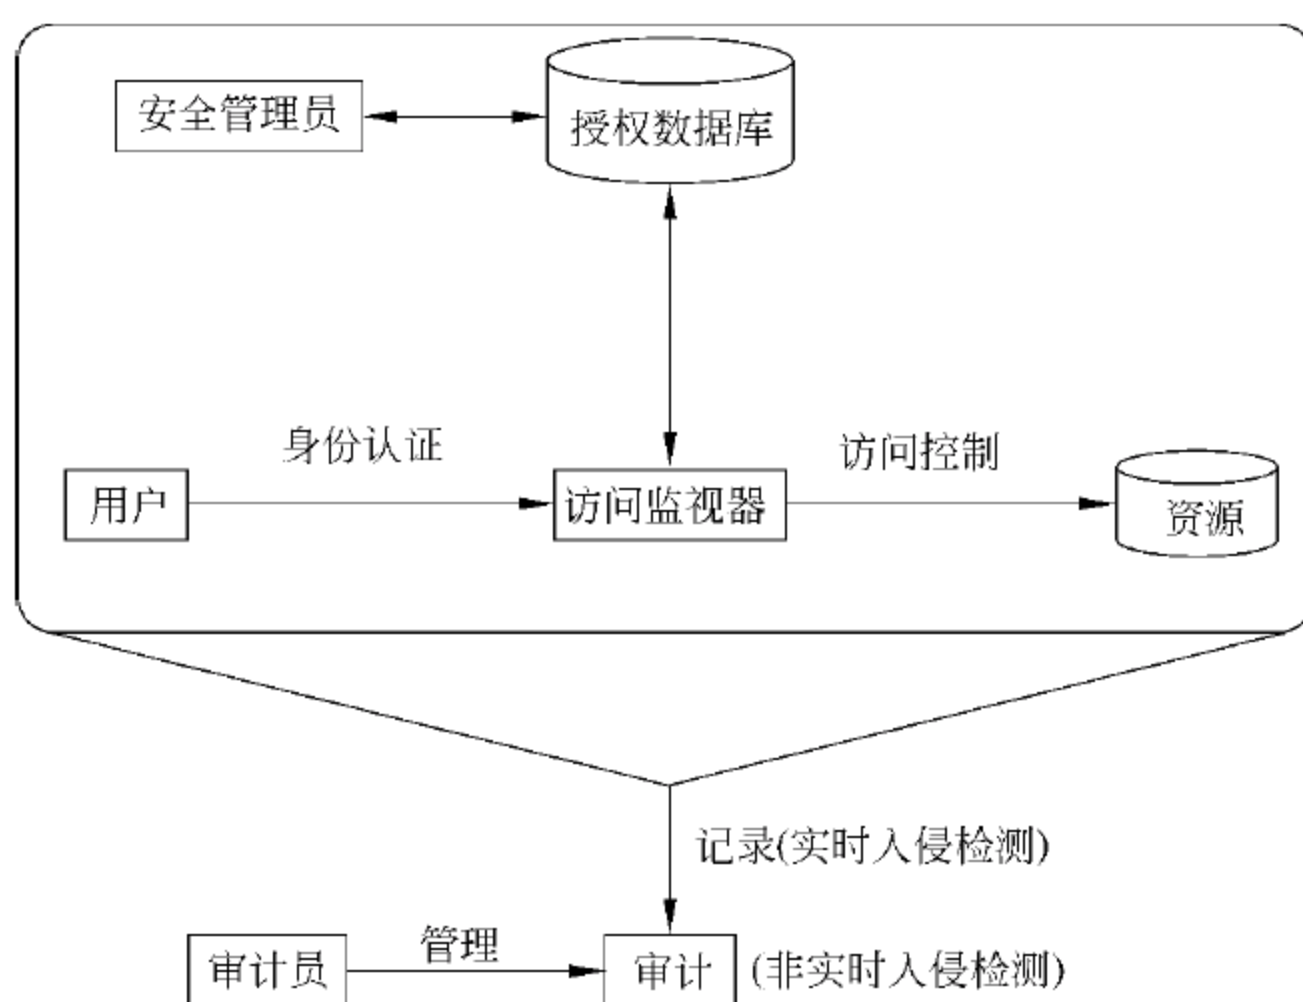 安全管理员
授权数据库
身份认证
访问控制
用户
访问监视器
资源
记录(实时入侵检测)
管理
审计员
审计
(非实时入侵检测)